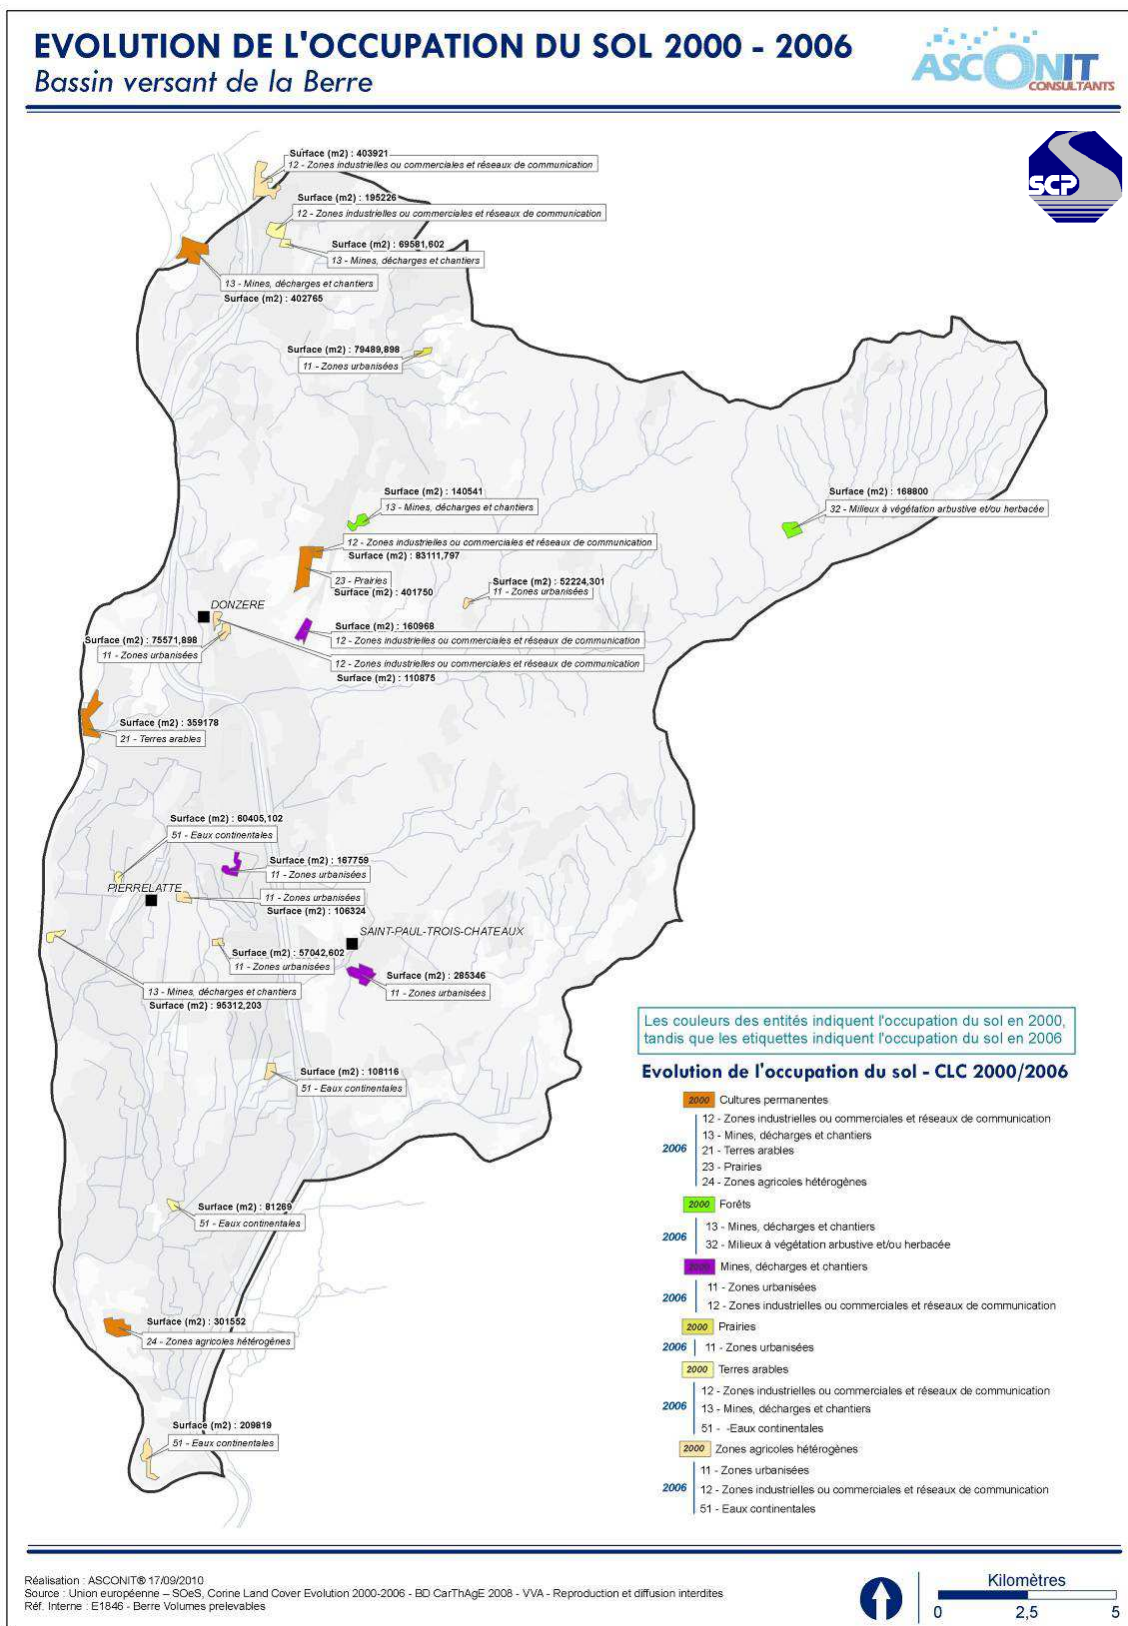 EVOLUTION DE L'OCCUPATION DU SOL 2000 - 2006
Bassin versant de la Berre
ASCONIT
CONSULTANTS
SCP
Surface (m2) : 403921
12 - Zones industrielles ou commerciales et réseaux de communication
Surface (m2) : 195226
12 - Zones industrielles ou commerciales et réseaux de communication
Surface (m2) : 69581,602
13 - Mines, décharges et chantiers
13 - Mines, décharges et chantiers
Surface (m2) : 402765
Surface (m2) : 79489,898
11 - Zones urbanisées
Surface (m2) : 140541
13 - Mines, décharges et chantiers
Surface (m2) : 168800
32 - Milieux à végétation arbustive et/ou herbacée
12 - Zones industrielles ou commerciales et réseaux de communication
Surface (m2) : 83111,797
23 - Prairies
Surface (m2) : 401750
Surface (m2) : 52224,301
11 - Zones urbanisées
DONZERE
Surface (m2) : 160968
12 - Zones industrielles ou commerciales et réseaux de communication
Surface (m2) : 75571,898
11 - Zones urbanisées
12 - Zones industrielles ou commerciales et réseaux de communication
Surface (m2) : 110875
Surface (m2) : 359178
21 - Terres arables
Surface (m2) : 60405,102
51 - Eaux continentales
Surface (m2) : 167759
11 - Zones urbanisées
PIERRELATTE
11 - Zones urbanisées
Surface (m2) : 106324
SAINT-PAUL-TROIS-CHATEAUX
Surface (m2) : 57042,602
11 - Zones urbanisées
Surface (m2) : 285346
11 - Zones urbanisées
13 - Mines, décharges et chantiers
Surface (m2) : 95312,203
Surface (m2) : 108116
51 - Eaux continentales
Surface (m2) : 81269
51 - Eaux continentales
Surface (m2) : 301552
24 - Zones agricoles hétérogènes
Surface (m2) : 209819
51 - Eaux continentales
Les couleurs des entités indiquent l'occupation du sol en 2000,
tandis que les etiquettes indiquent l'occupation du sol en 2006
Evolution de l'occupation du sol - CLC 2000/2006
2000 Cultures permanentes
12 - Zones industrielles ou commerciales et réseaux de communication
13 - Mines, décharges et chantiers
2006 21 - Terres arables
23 - Prairies
24 - Zones agricoles hétérogènes
2000 Forêts
13 - Mines, décharges et chantiers
2006
32 - Milieux à végétation arbustive et/ou herbacée
2000 Mines, décharges et chantiers
11 - Zones urbanisées
2006
12 - Zones industrielles ou commerciales et réseaux de communication
2000 Prairies
2006 11 - Zones urbanisées
2000 Terres arables
12 - Zones industrielles ou commerciales et réseaux de communication
2006 13 - Mines, décharges et chantiers
51 - -Eaux continentales
2000 Zones agricoles hétérogènes
11 - Zones urbanisées
2006 12 - Zones industrielles ou commerciales et réseaux de communication
51 - Eaux continentales
Réalisation : ASCONIT® 17/09/2010
Source : Union européenne – SOeS, Corine Land Cover Evolution 2000-2006 - BD CarThAgE 2008 - VVA - Reproduction et diffusion interdites
Réf. Interne : E1846 - Berre Volumes prelevables
Kilomètres
0 2,5 5